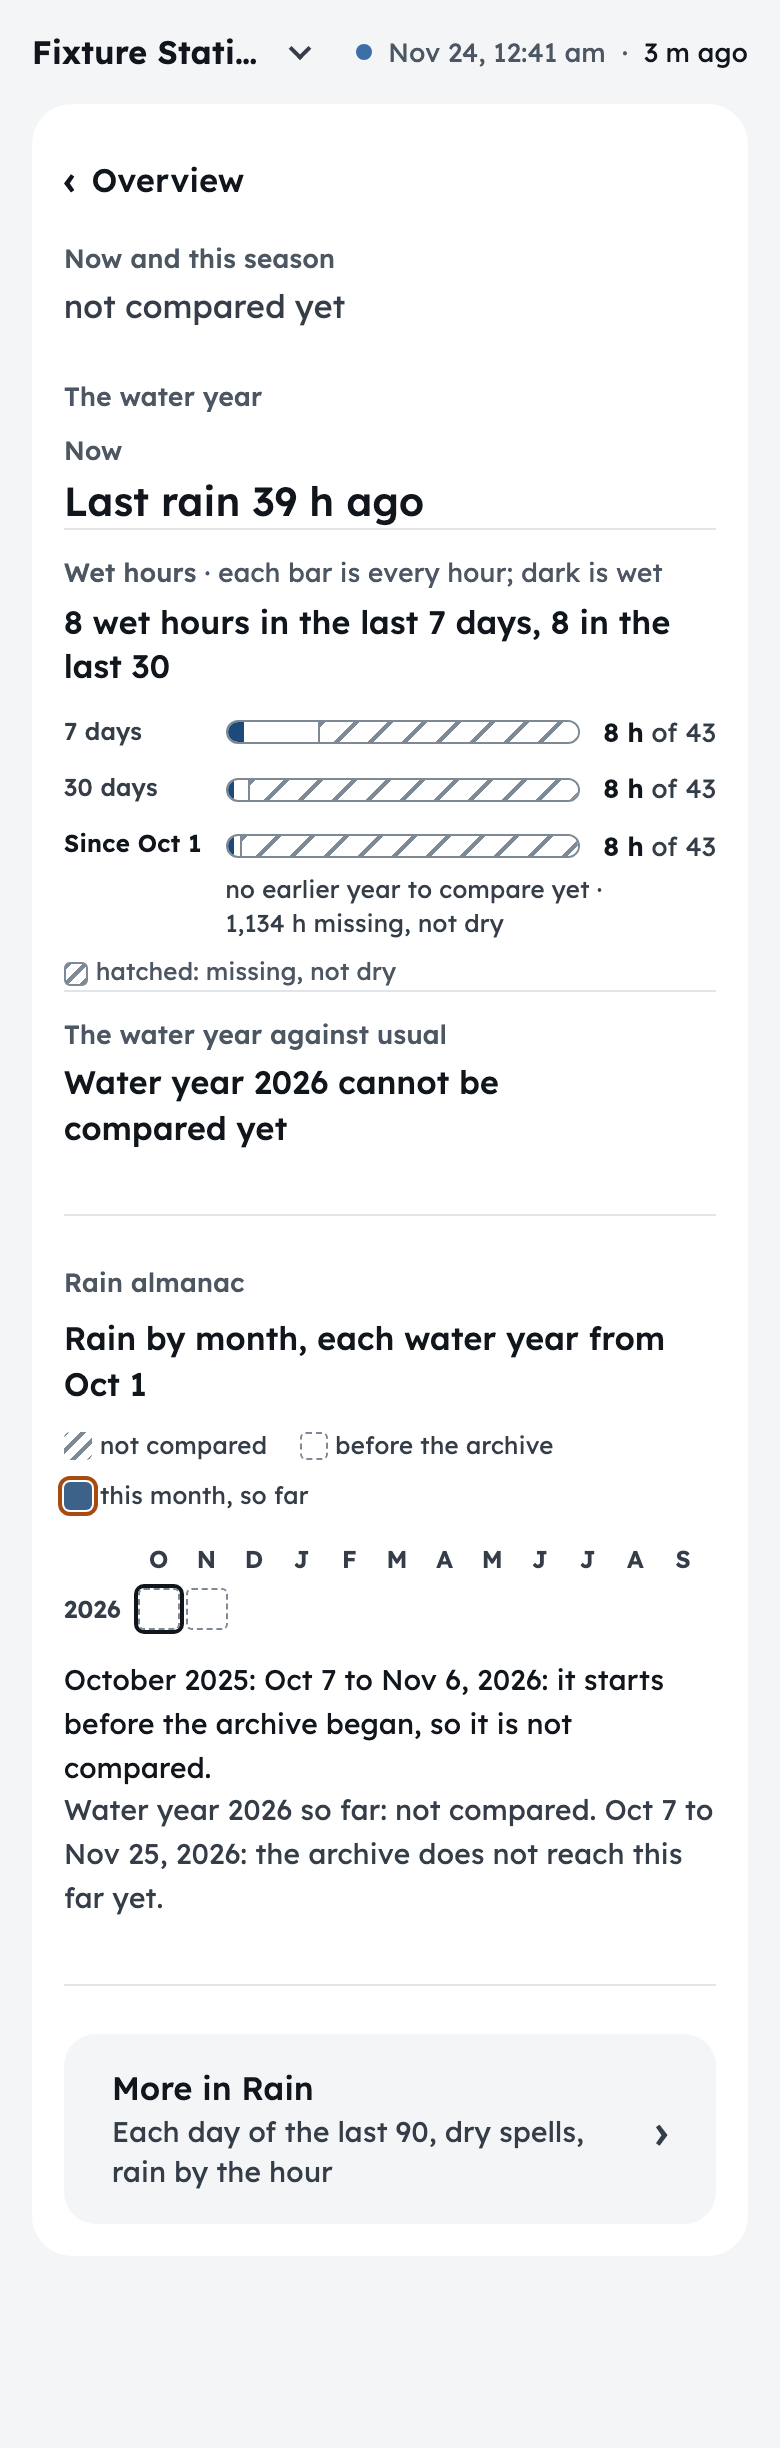 Fixture Stati... Nov 24, 12:41 am · 3 m ago
‹ Overview
Now and this season
not compared yet
The water year
Now
Last rain 39 h ago
Wet hours · each bar is every hour; dark is wet
8 wet hours in the last 7 days, 8 in the
last 30
7 days 8 h of 43
30 days 8 h of 43
Since Oct 1 8 h of 43
no earlier year to compare yet ·
1,134 h missing, not dry
hatched: missing, not dry
The water year against usual
Water year 2026 cannot be
compared yet
Rain almanac
Rain by month, each water year from
Oct 1
not compared before the archive
this month, so far
O N D J F M A M J J A S
2026
October 2025: Oct 7 to Nov 6, 2026: it starts
before the archive began, so it is not
compared.
Water year 2026 so far: not compared. Oct 7 to
Nov 25, 2026: the archive does not reach this
far yet.
More in Rain
Each day of the last 90, dry spells,
rain by the hour ›